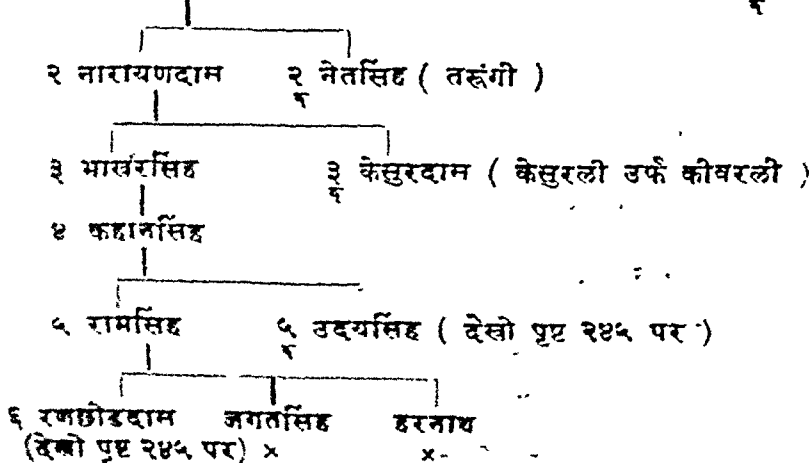 २ नारायणदास २ नेतसिंह ( तरुंगी )
३ भाखरसिंह ३ केसुरदास ( केसुरली उर्फ कीवरली )
४ कहानसिंह
५ रामसिंह ५ उदयसिंह ( देखो पृष्ट २४५ पर )
६ रणछोडदास जगतसिंह हरनाथ
(देखो पृष्ट २४५ पर) × ×